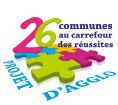 26 communes
au carrefour
des réussites
PROJET
D'AGGLO